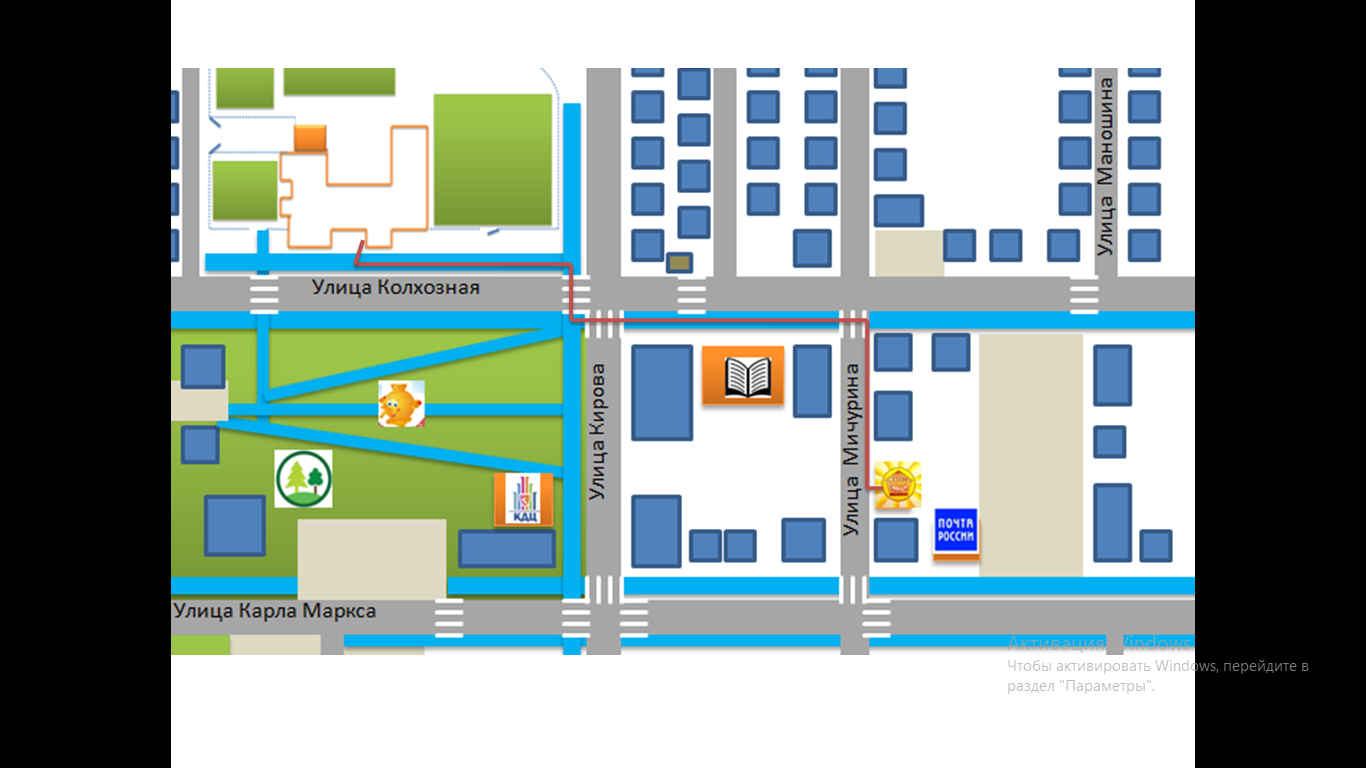 Улица Маношина
Улица Колхозная
Улица Кирова
Улица Мичурина
КДЦ
ПОЧТА
РОССИИ
Улица Карла Маркса
Активация Windows
Чтобы активировать Windows, перейдите в
раздел "Параметры".